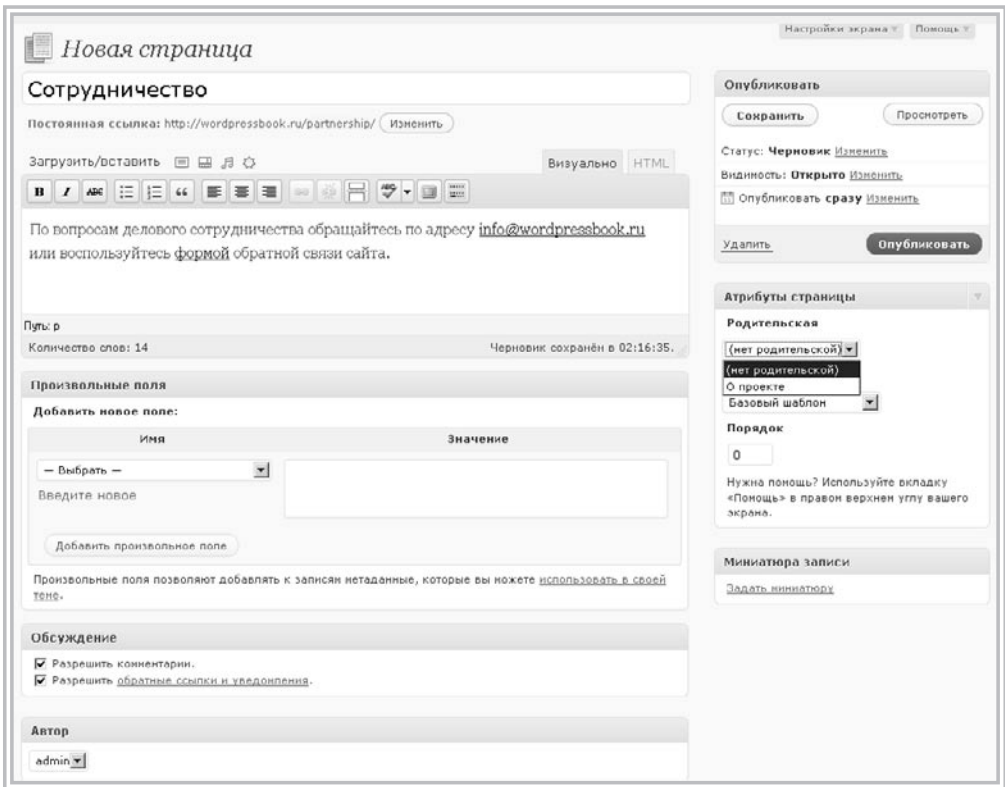 Настройки экрана
Помощь
Новая страница
Сотрудничество
Постоянная ссылка: http://wordpressbook.ru/partnership/ Изменить
Загрузить/вставить
Визуально HTML
B I ABC
По вопросам делового сотрудничества обращайтесь по адресу info@wordpressbook.ru
или воспользуйтесь формой обратной связи сайта.
Путь: p
Количество слов: 14
Черновик сохранён в 02:16:35.
Произвольные поля
Добавить новое поле:
Имя
Значение
— Выбрать —
Введите новое
Добавить произвольное поле
Произвольные поля позволяют добавлять к записям метаданные, которые вы можете использовать в своей
теме.
Обсуждение
Разрешить комментарии.
Разрешить обратные ссылки и уведомления.
Автор
admin
Опубликовать
Сохранить
Просмотреть
Статус: Черновик Изменить
Видимость: Открыто Изменить
Опубликовать сразу Изменить
Удалить
Опубликовать
Атрибуты страницы
Родительская
(нет родительской)
(нет родительской)
О проекте
Базовый шаблон
Порядок
0
Нужна помощь? Используйте вкладку
«Помощь» в правом верхнем углу вашего
экрана.
Миниатюра записи
Задать миниатюру